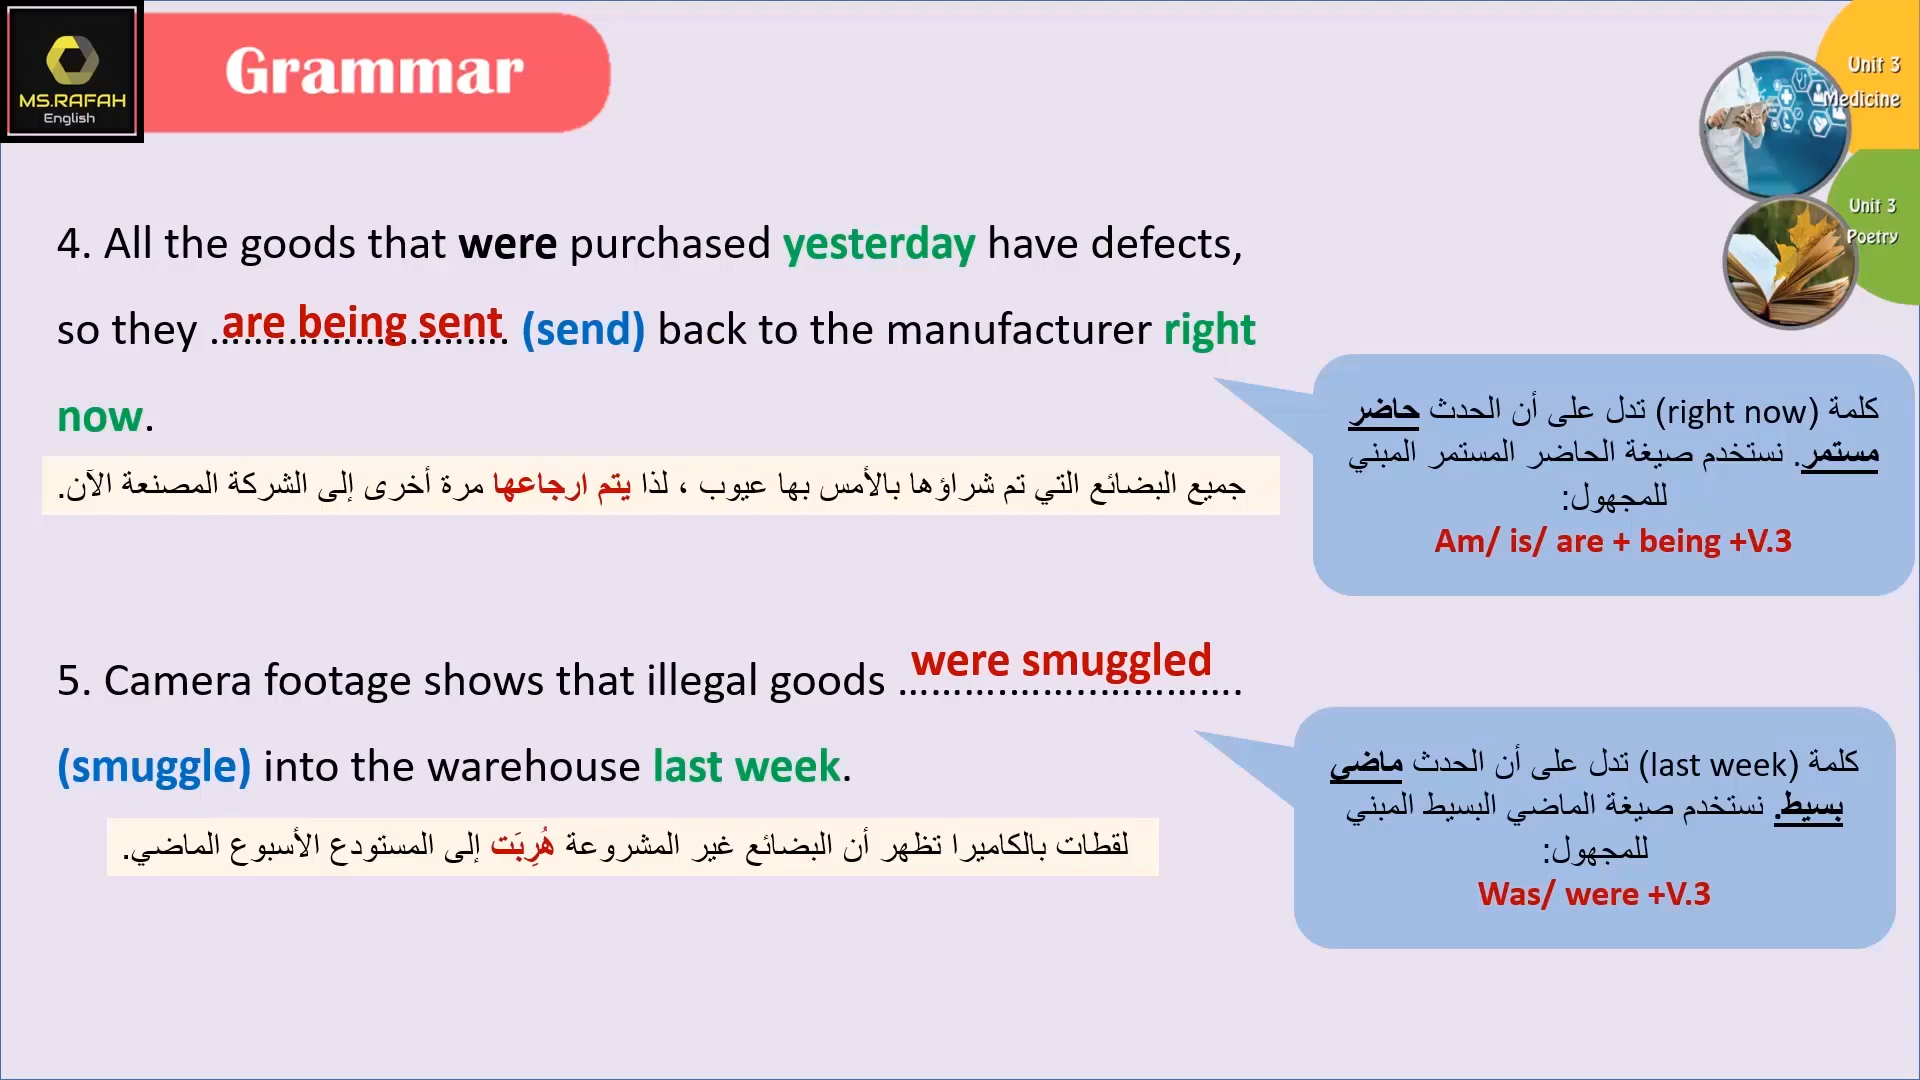 MS.RAFAH
English
Grammar
Unit 3
Medicine
Unit 3
Poetry
4. All the goods that were purchased yesterday have defects,
so they .......................... are being sent (send) back to the manufacturer right
now.
جميع البضائع التي تم شراؤها بالأمس بها عيوب ، لذا يتم ارجاعها مرة أخرى إلى الشركة المصنعة الآن.
كلمة (right now) تدل على أن الحدث حاضر
مستمر. نستخدم صيغة الحاضر المستمر المبني
للمجهول:
Am/ is/ are + being +V.3
5. Camera footage shows that illegal goods were smuggled ..............................
(smuggle) into the warehouse last week.
لقطات بالكاميرا تظهر أن البضائع غير المشروعة هُرِبَت إلى المستودع الأسبوع الماضي.
كلمة (last week) تدل على أن الحدث ماضي
بسيط. نستخدم صيغة الماضي البسيط المبني
للمجهول:
Was/ were +V.3